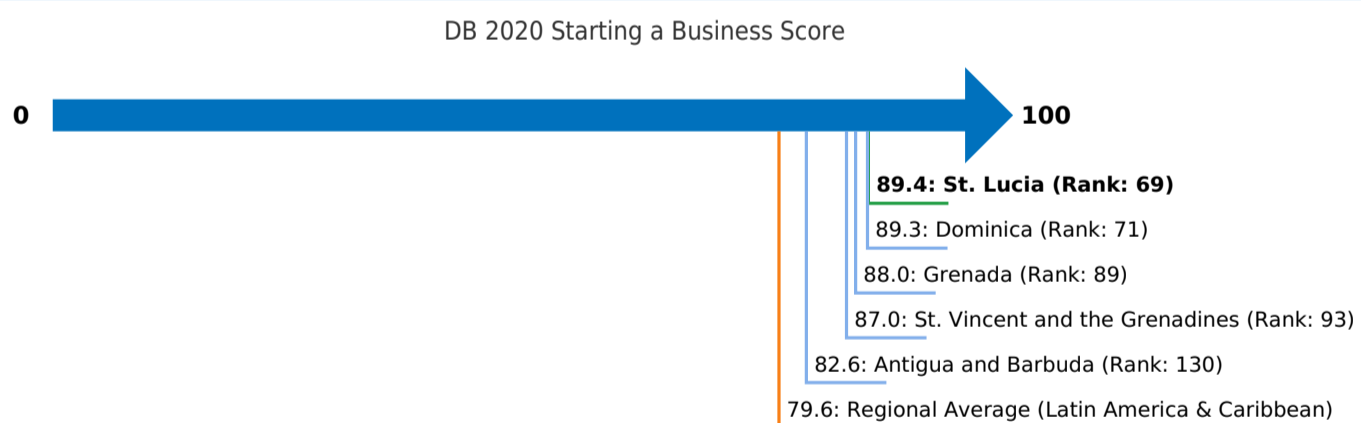 DB 2020 Starting a Business Score
0 100
89.4: St. Lucia (Rank: 69)
89.3: Dominica (Rank: 71)
88.0: Grenada (Rank: 89)
87.0: St. Vincent and the Grenadines (Rank: 93)
82.6: Antigua and Barbuda (Rank: 130)
79.6: Regional Average (Latin America & Caribbean)